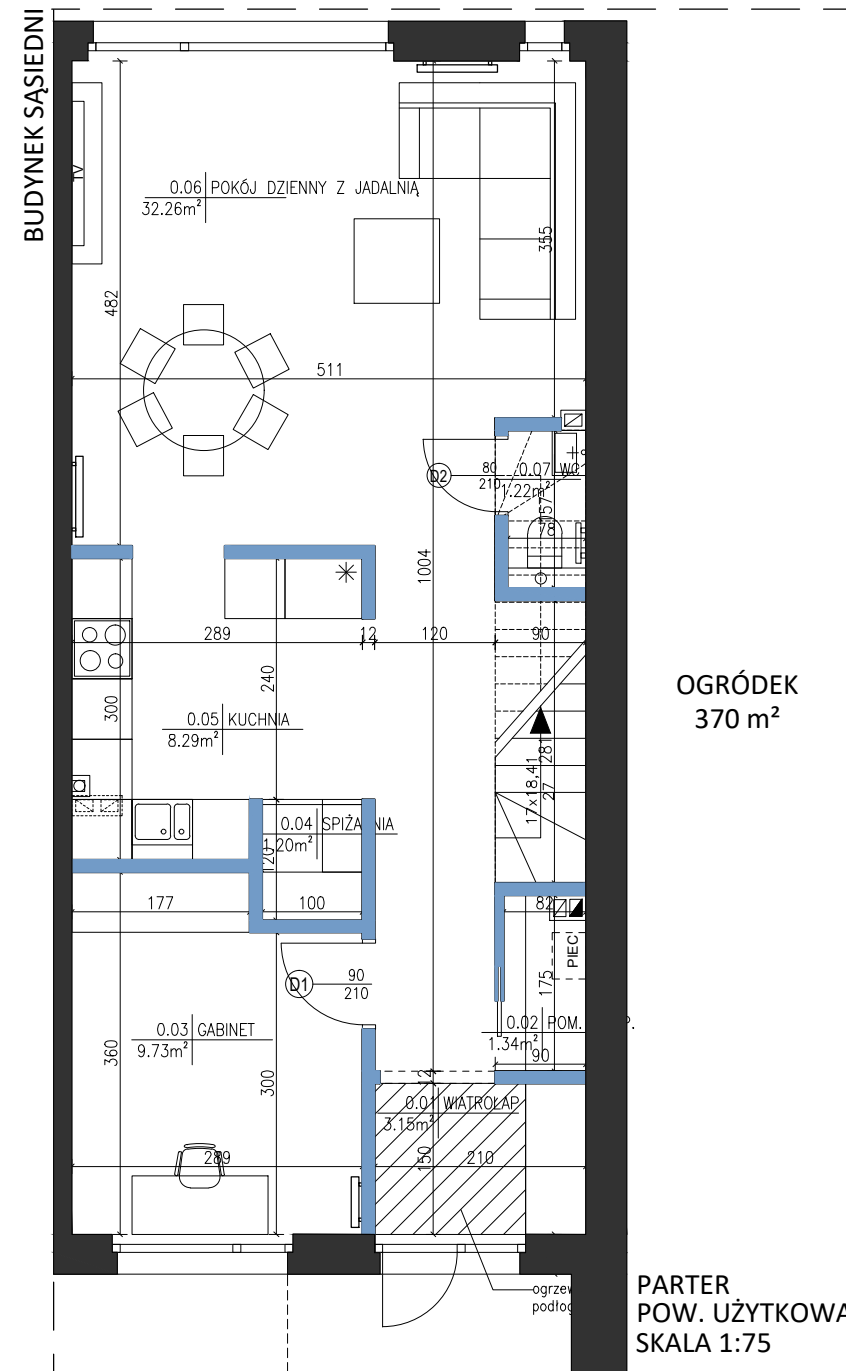 BUDYNEK SĄSIEDNI
TV
0.06 POKÓJ DZIENNY Z JADALNIĄ
32.26m²
355
482
511
D2
80
210
0.07 WC
1.22m²
157
78
1004
289
12
120
90
240
300
0.05 KUCHNIA
8.29m²
OGRÓDEK
370 m²
17x18,41
27
281
0.04 SPIŻARNIA
1.20m²
120
177
100
82
PIEC
175
D1
90
210
0.03 GABINET
9.73m²
0.02 POM.
1.34m²
90
360
300
12
0.01 WIATROŁAP
3.15m²
150
289
210
PARTER
POW. UŻYTKOWA
SKALA 1:75